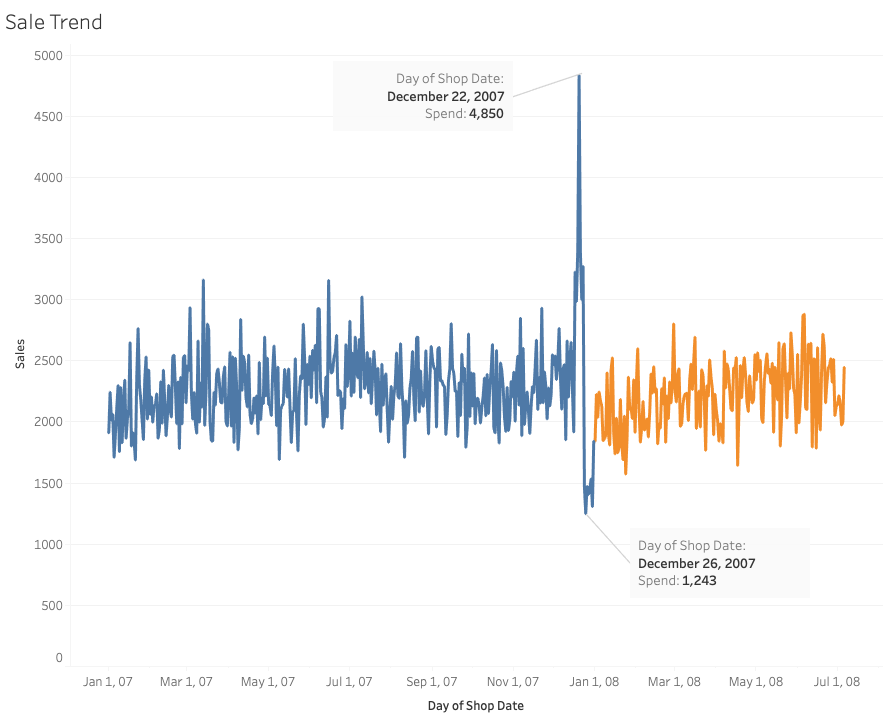 Sale Trend
5000
Day of Shop Date:
December 22, 2007
Spend: 4,850
4500
4000
3500
3000
Sales
2500
2000
1500
Day of Shop Date:
December 26, 2007
Spend: 1,243
1000
500
0
Jan 1, 07 Mar 1, 07 May 1, 07 Jul 1, 07 Sep 1, 07 Nov 1, 07 Jan 1, 08 Mar 1, 08 May 1, 08 Jul 1, 08
Day of Shop Date